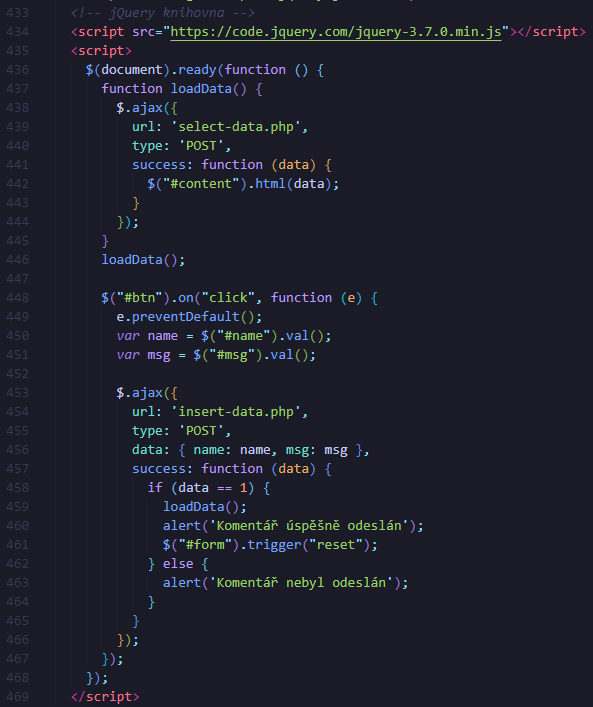 433 <!-- jQuery knihovna -->
434 <script src="https://code.jquery.com/jquery-3.7.0.min.js"></script>
435 <script>
436 $(document).ready(function () {
437 function loadData() {
438 $.ajax({
439 url: 'select-data.php',
440 type: 'POST',
441 success: function (data) {
442 $("#content").html(data);
443 }
444 });
445 }
446 loadData();
447
448 $("#btn").on("click", function (e) {
449 e.preventDefault();
450 var name = $("#name").val();
451 var msg = $("#msg").val();
452
453 $.ajax({
454 url: 'insert-data.php',
455 type: 'POST',
456 data: { name: name, msg: msg },
457 success: function (data) {
458 if (data == 1) {
459 loadData();
460 alert('Komentář úspěšně odeslán');
461 $("#form").trigger("reset");
462 } else {
463 alert('Komentář nebyl odeslán');
464 }
465 }
466 });
467 });
468 });
469 </script>